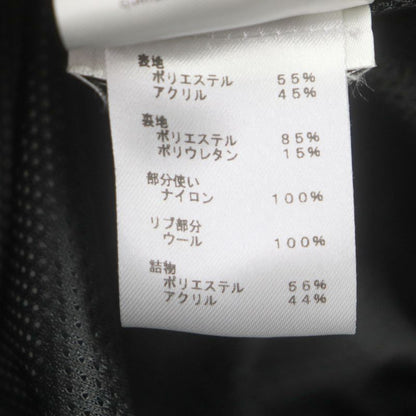 表地
ポリエステル 55%
アクリル 45%
裏地
ポリエステル 85%
ポリウレタン 15%
部分使い
ナイロン 100%
リブ部分
ウール 100%
詰物
ポリエステル 56%
アクリル 44%